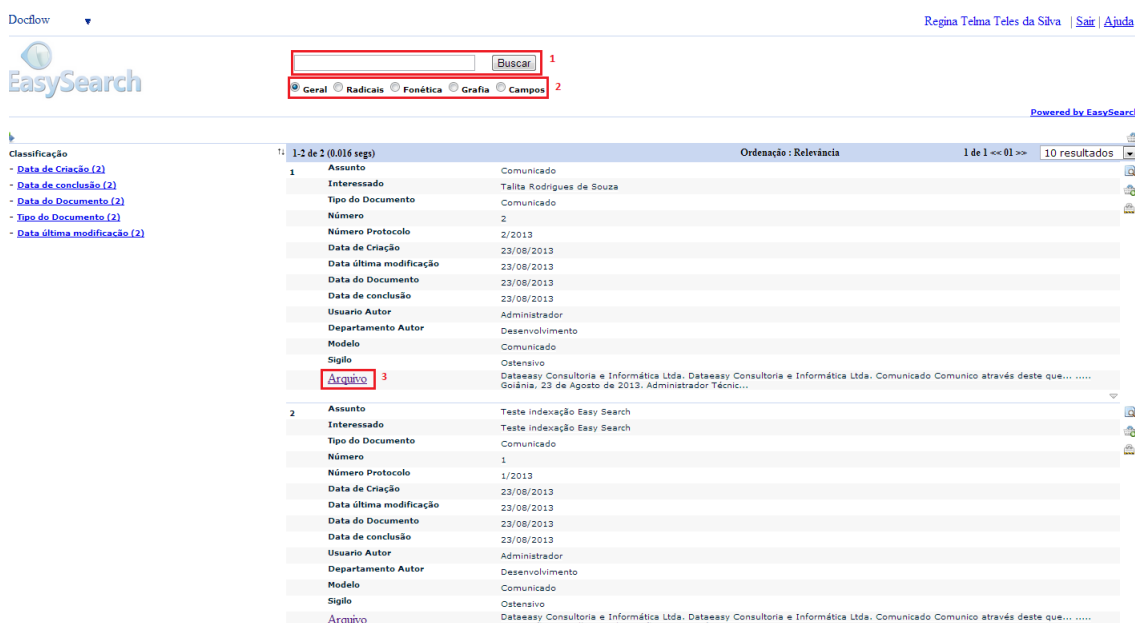 Docflow
Regina Telma Teles da Silva | Sair | Ajuda
EasySearch
Buscar 1
Geral Radicais Fonética Grafia Campos 2
Powered by EasySearch
Classificação
- Data de Criação (2)
- Data de conclusão (2)
- Data do Documento (2)
- Tipo do Documento (2)
- Data última modificação (2)
1-2 de 2 (0.016 segs) Ordenação : Relevância 1 de 1 << 01 >> 10 resultados
1 Assunto Comunicado
Interessado Talita Rodrigues de Souza
Tipo do Documento Comunicado
Número 2
Número Protocolo 2/2013
Data de Criação 23/08/2013
Data última modificação 23/08/2013
Data do Documento 23/08/2013
Data de conclusão 23/08/2013
Usuario Autor Administrador
Departamento Autor Desenvolvimento
Modelo Comunicado
Sigilo Ostensivo
Arquivo 3 Dataeasy Consultoria e Informática Ltda. Dataeasy Consultoria e Informática Ltda. Comunicado Comunico através deste que... .....
Goiânia, 23 de Agosto de 2013. Administrador Técnic...
2 Assunto Teste indexação Easy Search
Interessado Teste indexação Easy Search
Tipo do Documento Comunicado
Número 1
Número Protocolo 1/2013
Data de Criação 23/08/2013
Data última modificação 23/08/2013
Data do Documento 23/08/2013
Data de conclusão 23/08/2013
Usuario Autor Administrador
Departamento Autor Desenvolvimento
Modelo Comunicado
Sigilo Ostensivo
Arquivo Dataeasy Consultoria e Informática Ltda. Dataeasy Consultoria e Informática Ltda. Comunicado Comunico através deste que... .....